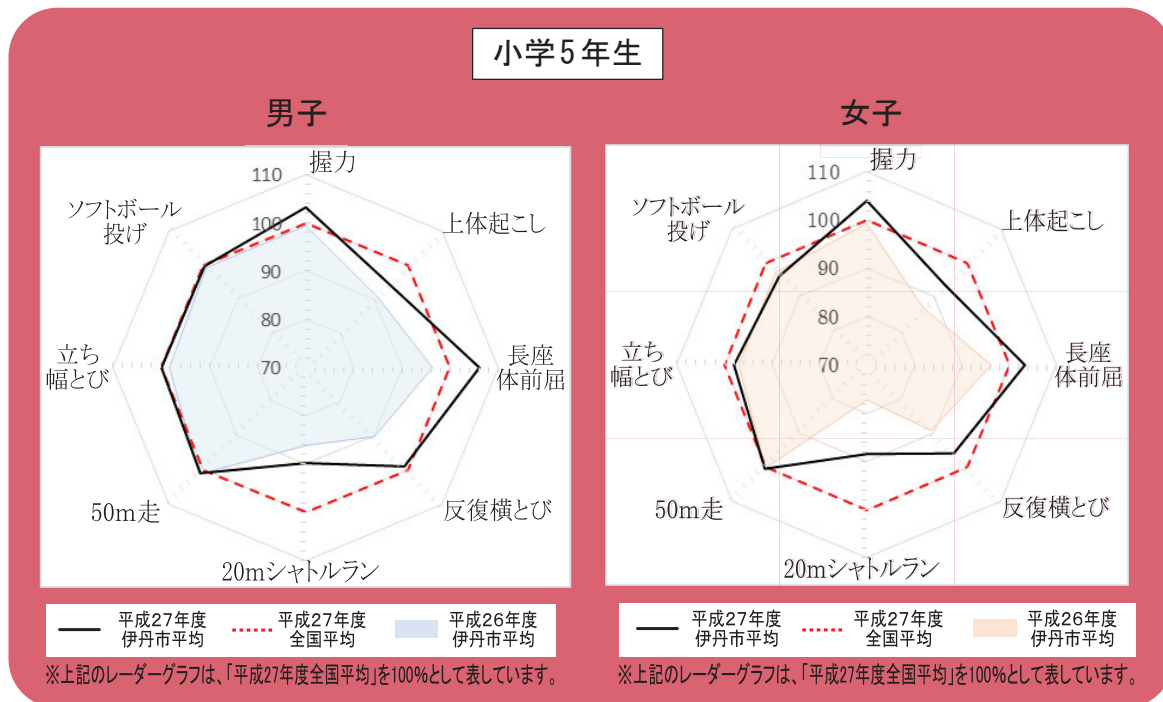 小学5年生
男子
110
100
90
80
70
握力
上体起こし
長座
体前屈
反復横とび
20mシャトルラン
50m走
立ち
幅とび
ソフトボール
投げ
平成27年度
伊丹市平均
平成27年度
全国平均
平成26年度
伊丹市平均
※上記のレーダーグラフは、「平成27年度全国平均」を100%として表しています。
女子
110
100
90
80
70
握力
上体起こし
長座
体前屈
反復横とび
20mシャトルラン
50m走
立ち
幅とび
ソフトボール
投げ
平成27年度
伊丹市平均
平成27年度
全国平均
平成26年度
伊丹市平均
※上記のレーダーグラフは、「平成27年度全国平均」を100%として表しています。